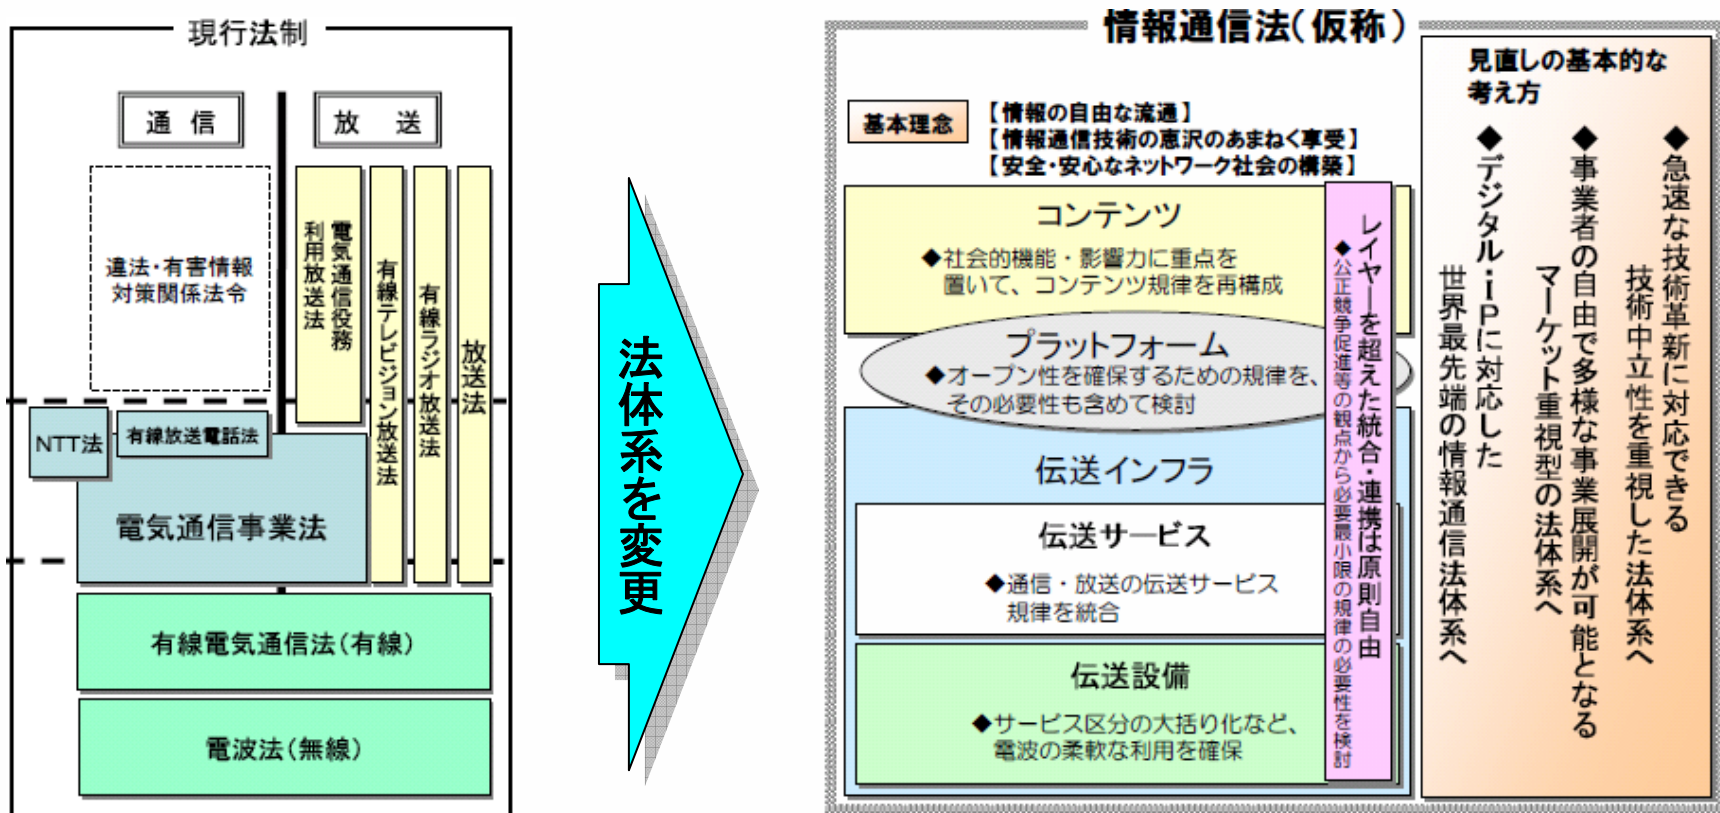 現行法制
通信
放送
違法・有害情報
対策関係法令
電気通信役務
利用放送法
有線テレビジョン放送法
有線ラジオ放送法
放送法
NTT法
有線放送電話法
電気通信事業法
有線電気通信法(有線)
電波法(無線)
法体系を変更
情報通信法(仮称)
基本理念
【情報の自由な流通】
【情報通信技術の恵沢のあまねく享受】
【安全・安心なネットワーク社会の構築】
コンテンツ
◆社会的機能・影響力に重点を
置いて、コンテンツ規律を再構成
プラットフォーム
◆オープン性を確保するための規律を、
その必要性も含めて検討
伝送インフラ
伝送サービス
◆通信・放送の伝送サービス
規律を統合
伝送設備
◆サービス区分の大括り化など、
電波の柔軟な利用を確保
レイヤーを超えた統合・連携は原則自由
◆公正競争促進等の観点から必要最小限の規律の必要性を検討
見直しの基本的な
考え方
◆急速な技術革新に対応できる
技術中立性を重視した法体系へ
◆事業者の自由で多様な事業展開が可能となる
マーケット重視型の法体系へ
◆デジタル・IPに対応した
世界最先端の情報通信法体系へ